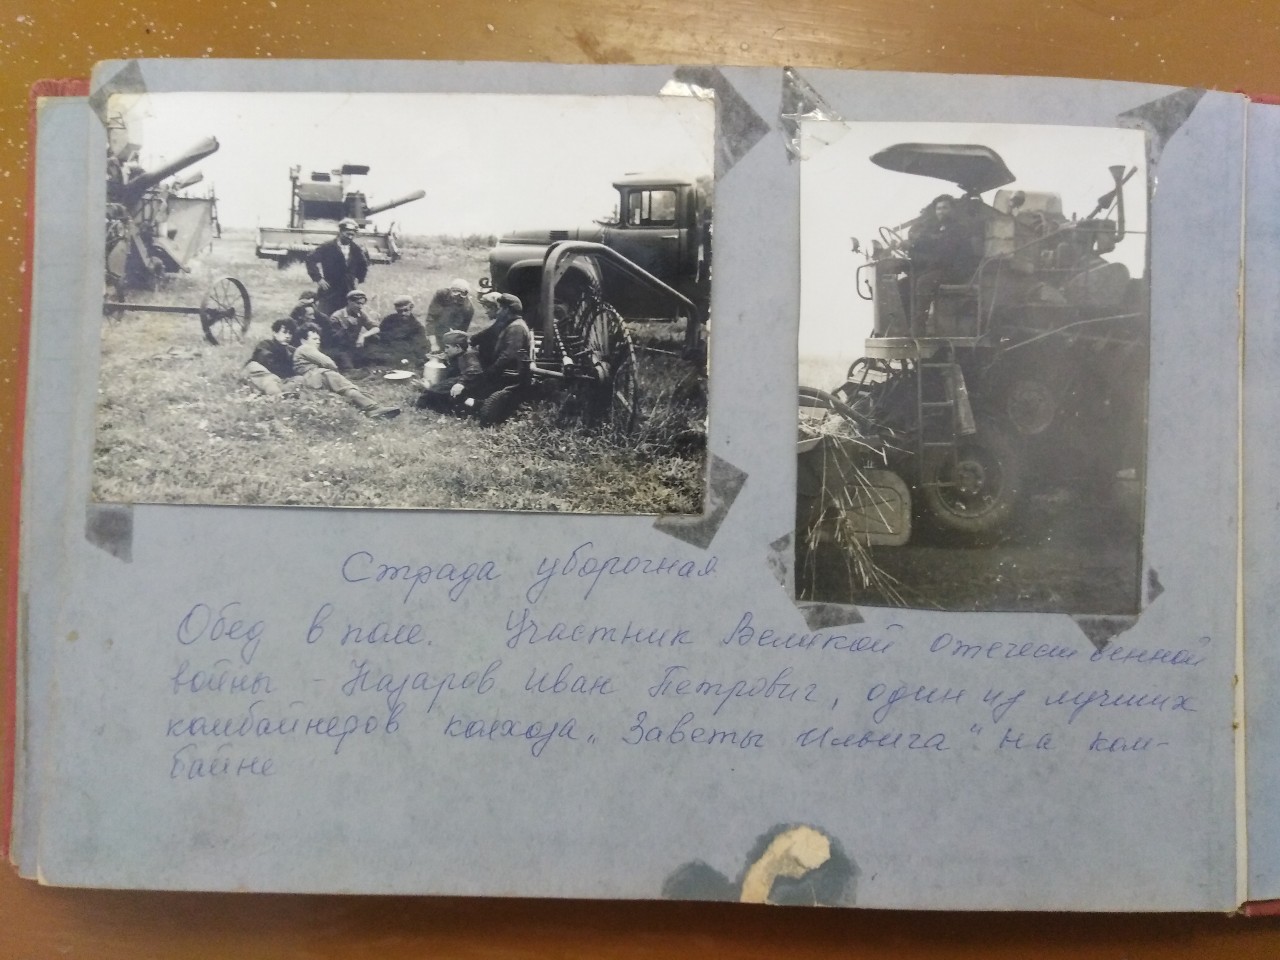 Страда уборочная
Обед в поле. Участник Великой отечественной
войны - Назаров Иван Петрович, один из лучших
комбайнеров колхоза „Заветы Ильича". На ком-
байне